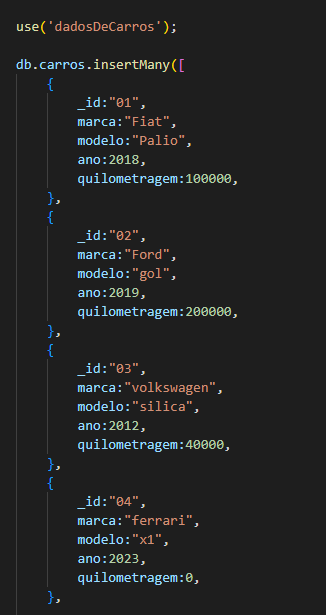 use('dadosDeCarros');
db.carros.insertMany([
{
_id:"01",
marca:"Fiat",
modelo:"Palio",
ano:2018,
quilometragem:100000,
},
{
_id:"02",
marca:"Ford",
modelo:"gol",
ano:2019,
quilometragem:200000,
},
{
_id:"03",
marca:"volkswagen",
modelo:"silica",
ano:2012,
quilometragem:40000,
},
{
_id:"04",
marca:"ferrari",
modelo:"x1",
ano:2023,
quilometragem:0,
},